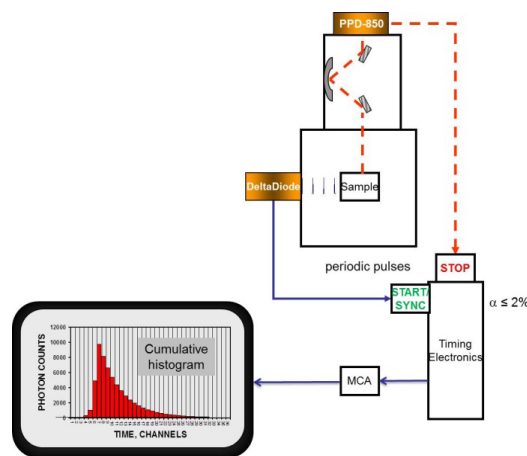 PPD-850
DeltaDiode
Sample
periodic pulses
STOP
START/
SYNC
α ≤ 2%
Timing
Electronics
MCA
Cumulative
histogram
PHOTON COUNTS
12000
10000
8000
6000
4000
2000
0
TIME, CHANNELS